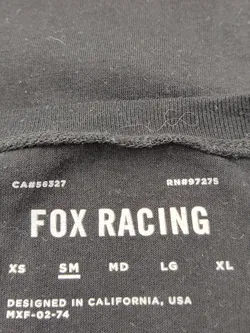 CA#56327 RN#97275
FOX RACING
XS SM MD LG XL
DESIGNED IN CALIFORNIA, USA
MXF-02-74